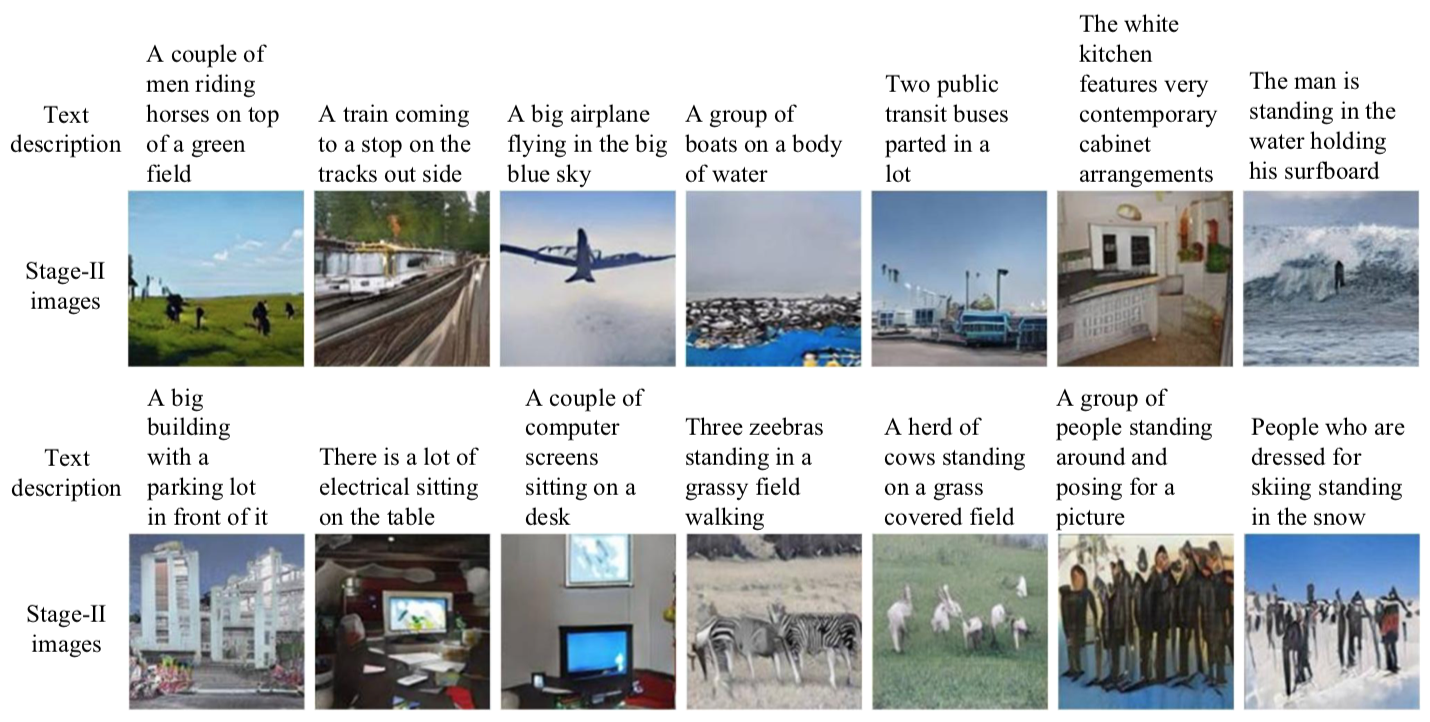 Text
description
A couple of
men riding
horses on top
of a green
field
A train coming
to a stop on the
tracks out side
A big airplane
flying in the big
blue sky
A group of
boats on a body
of water
Two public
transit buses
parted in a
lot
The white
kitchen
features very
contemporary
cabinet
arrangements
The man is
standing in the
water holding
his surfboard
Stage-II
images
Text
description
A big
building
with a
parking lot
in front of it
There is a lot of
electrical sitting
on the table
A couple of
computer
screens
sitting on a
desk
Three zeebras
standing in a
grassy field
walking
A herd of
cows standing
on a grass
covered field
A group of
people standing
around and
posing for a
picture
People who are
dressed for
skiing standing
in the snow
Stage-II
images